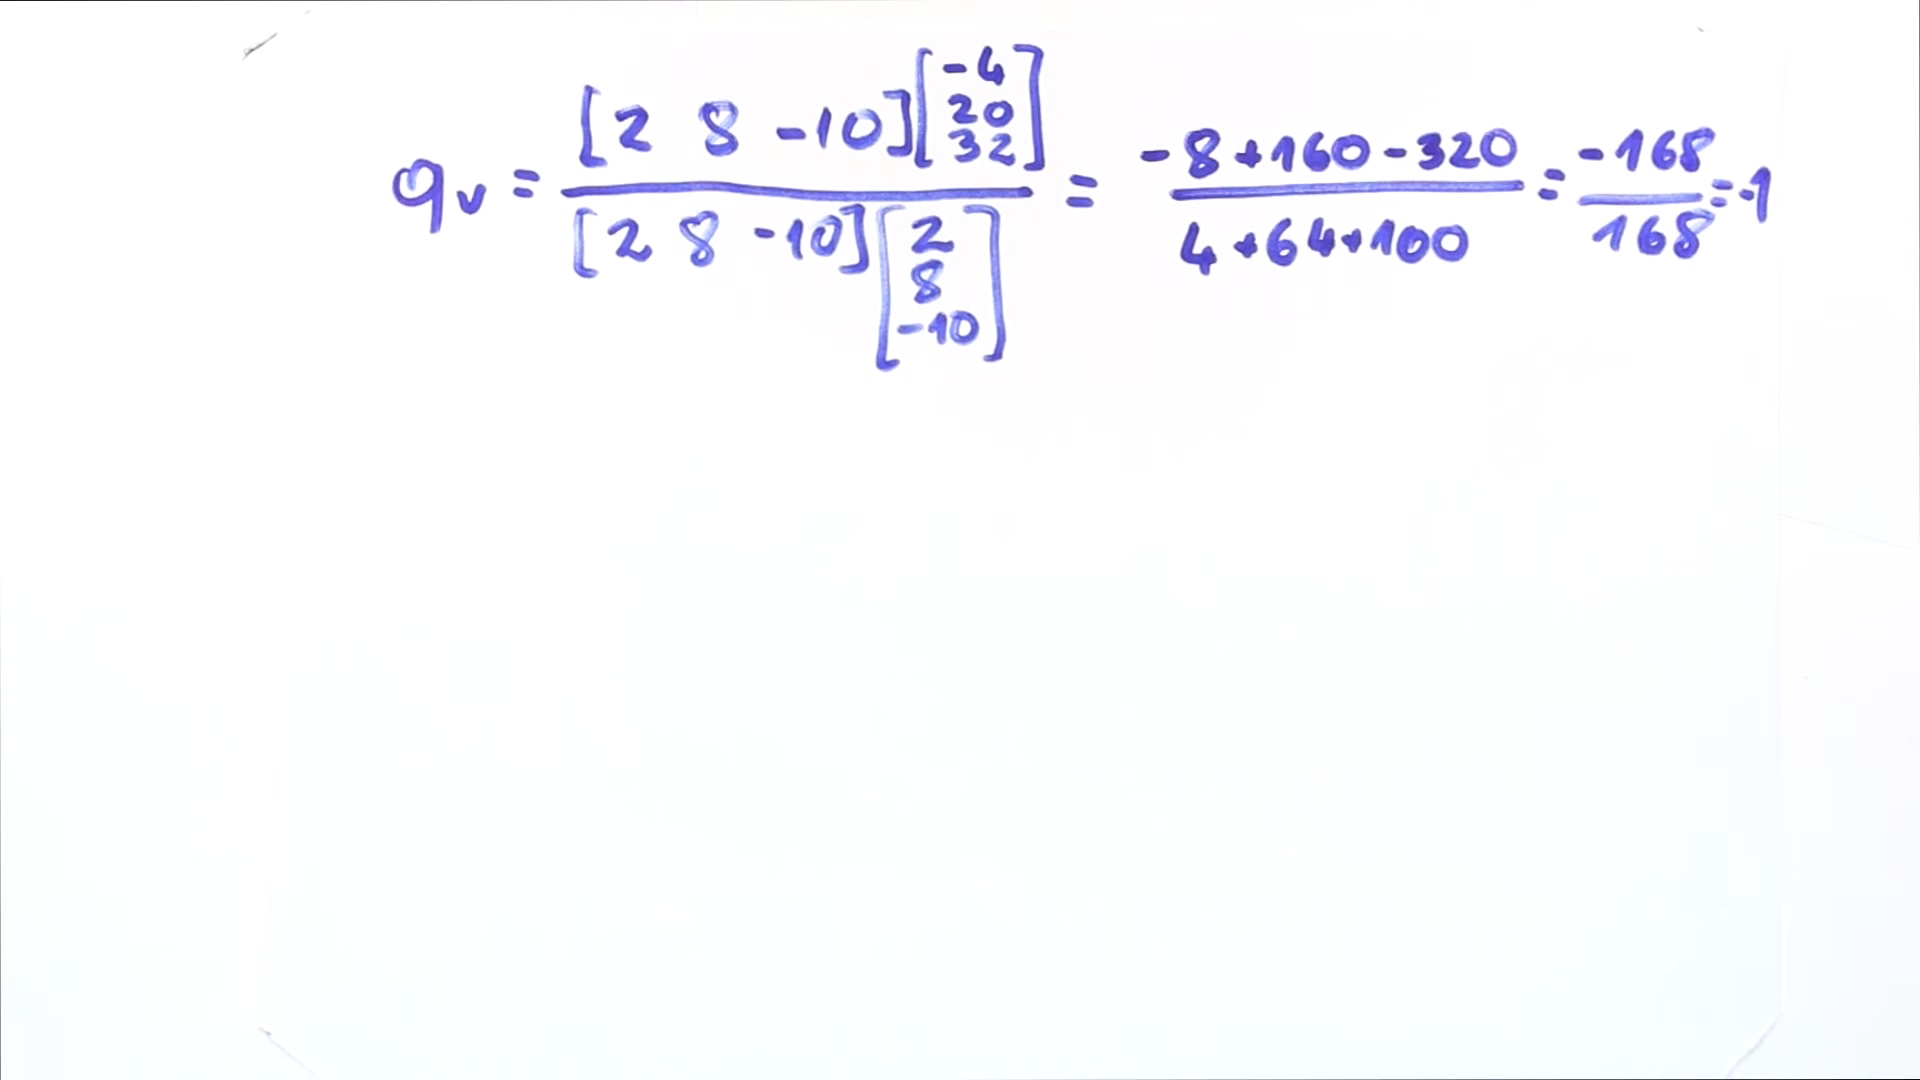 q_v = [2 8 -10] [-4 20 32] / [2 8 -10] [2 8 -10] = -8+160-320 / 4+64+100 = -168 / 168 = -1